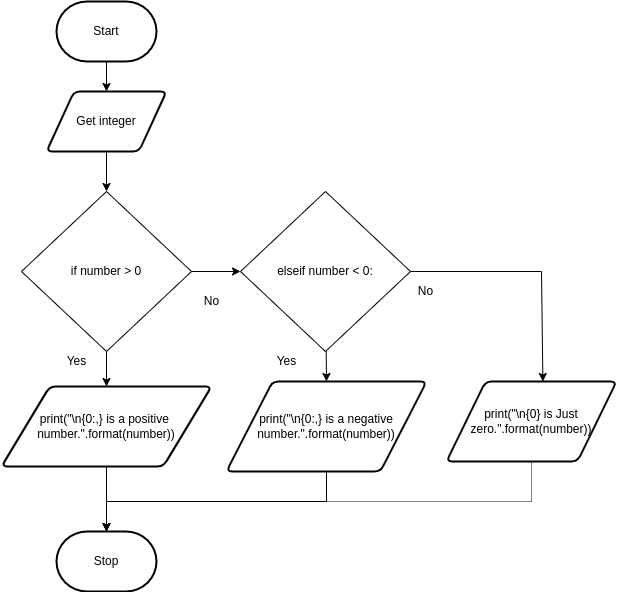 Start
Get integer
if number > 0
elseif number < 0:
No
No
Yes
Yes
print("\n{0:,} is a positive
number.".format(number))
print("\n{0:,} is a negative
number.".format(number))
print("\n{0} is Just
zero.".format(number))
Stop